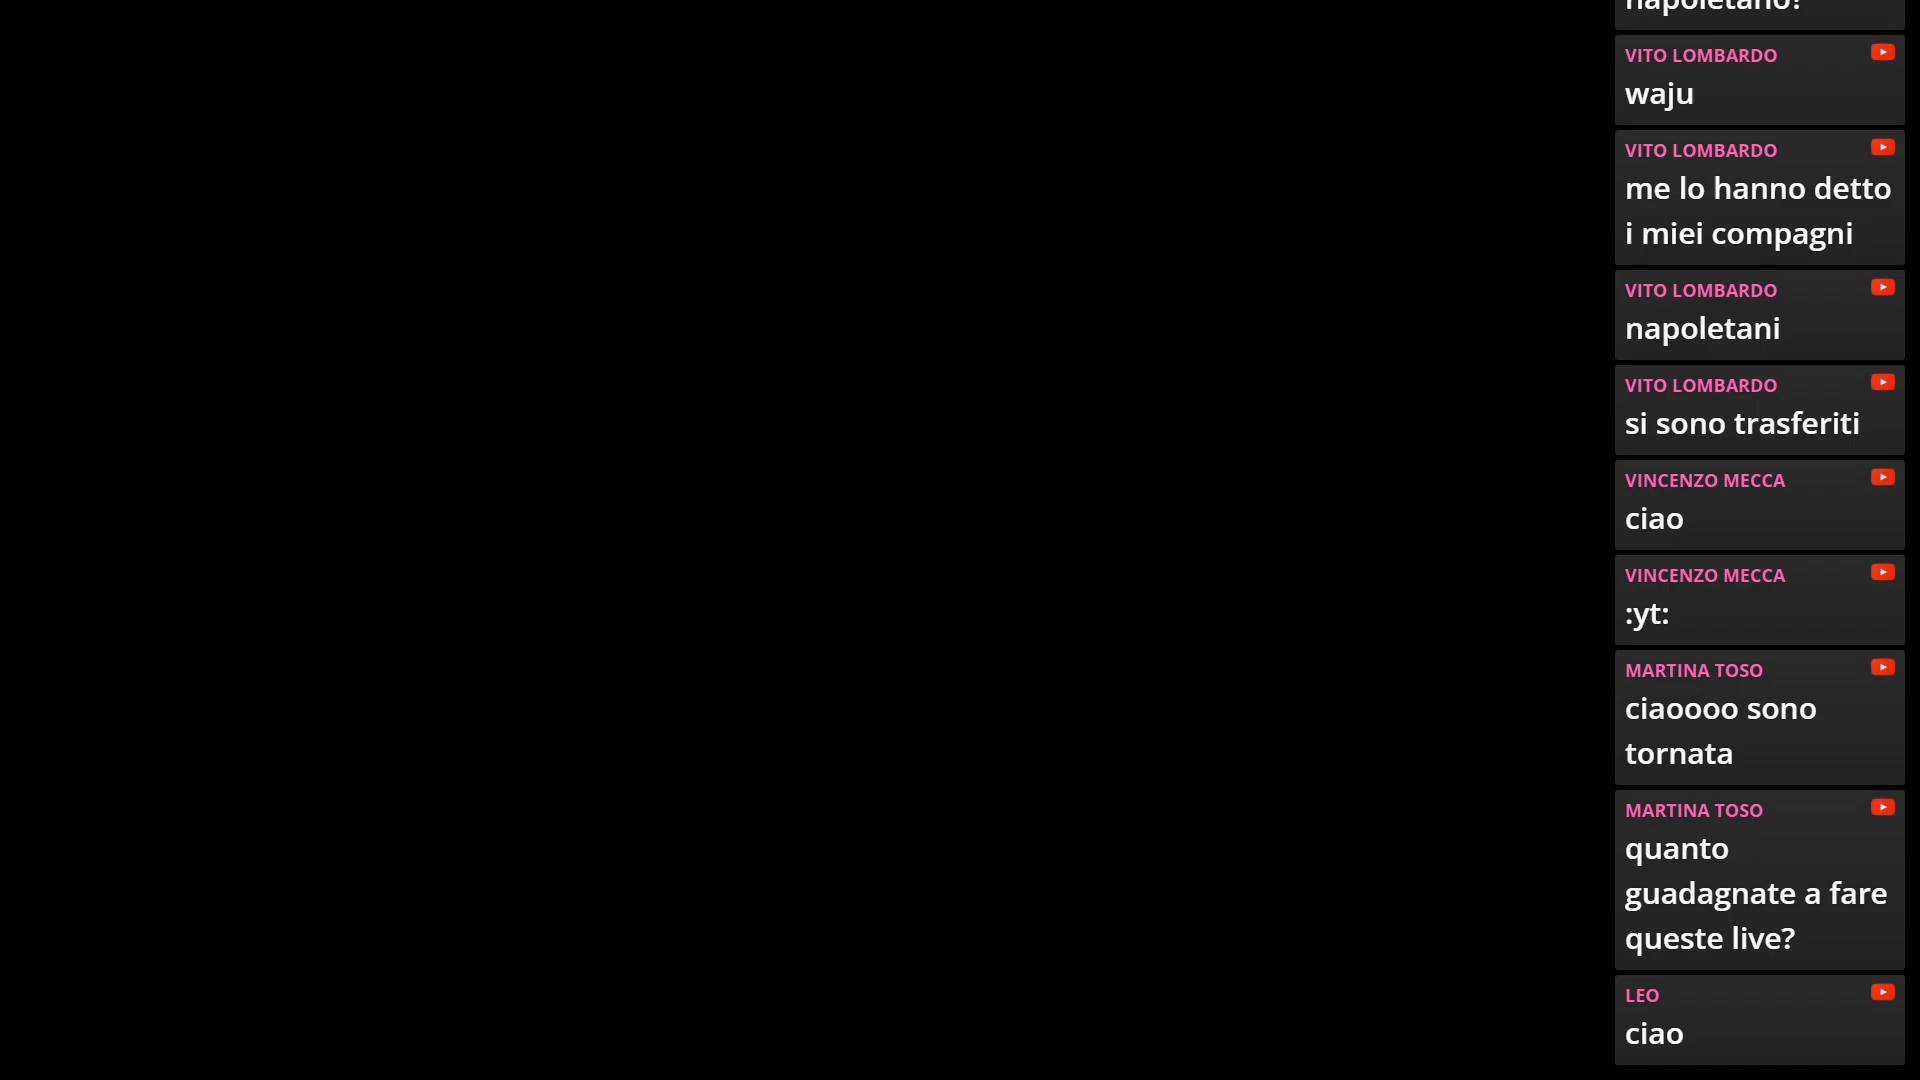 napoletano?
VITO LOMBARDO
waju
VITO LOMBARDO
me lo hanno detto
i miei compagni
VITO LOMBARDO
napoletani
VITO LOMBARDO
si sono trasferiti
VINCENZO MECCA
ciao
VINCENZO MECCA
:yt:
MARTINA TOSO
ciaoooo sono
tornata
MARTINA TOSO
quanto
guadagnate a fare
queste live?
LEO
ciao